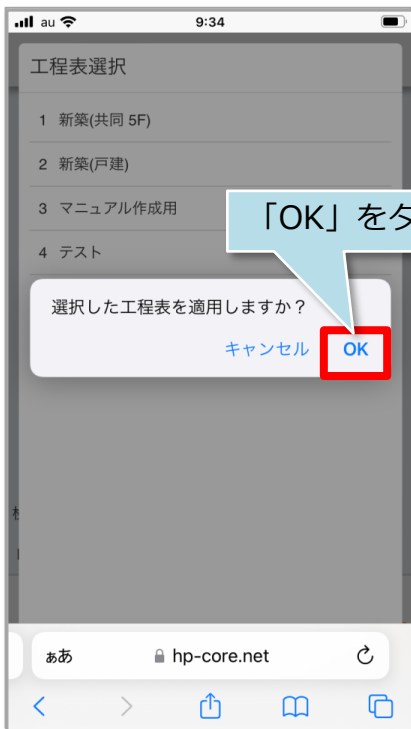 au 9:34
工程表選択
1 新築(共同 5F)
2 新築(戸建)
3 マニュアル作成用
「OK」をタ
4 テスト
選択した工程表を適用しますか？
キャンセル OK
ぁあ hp-core.net